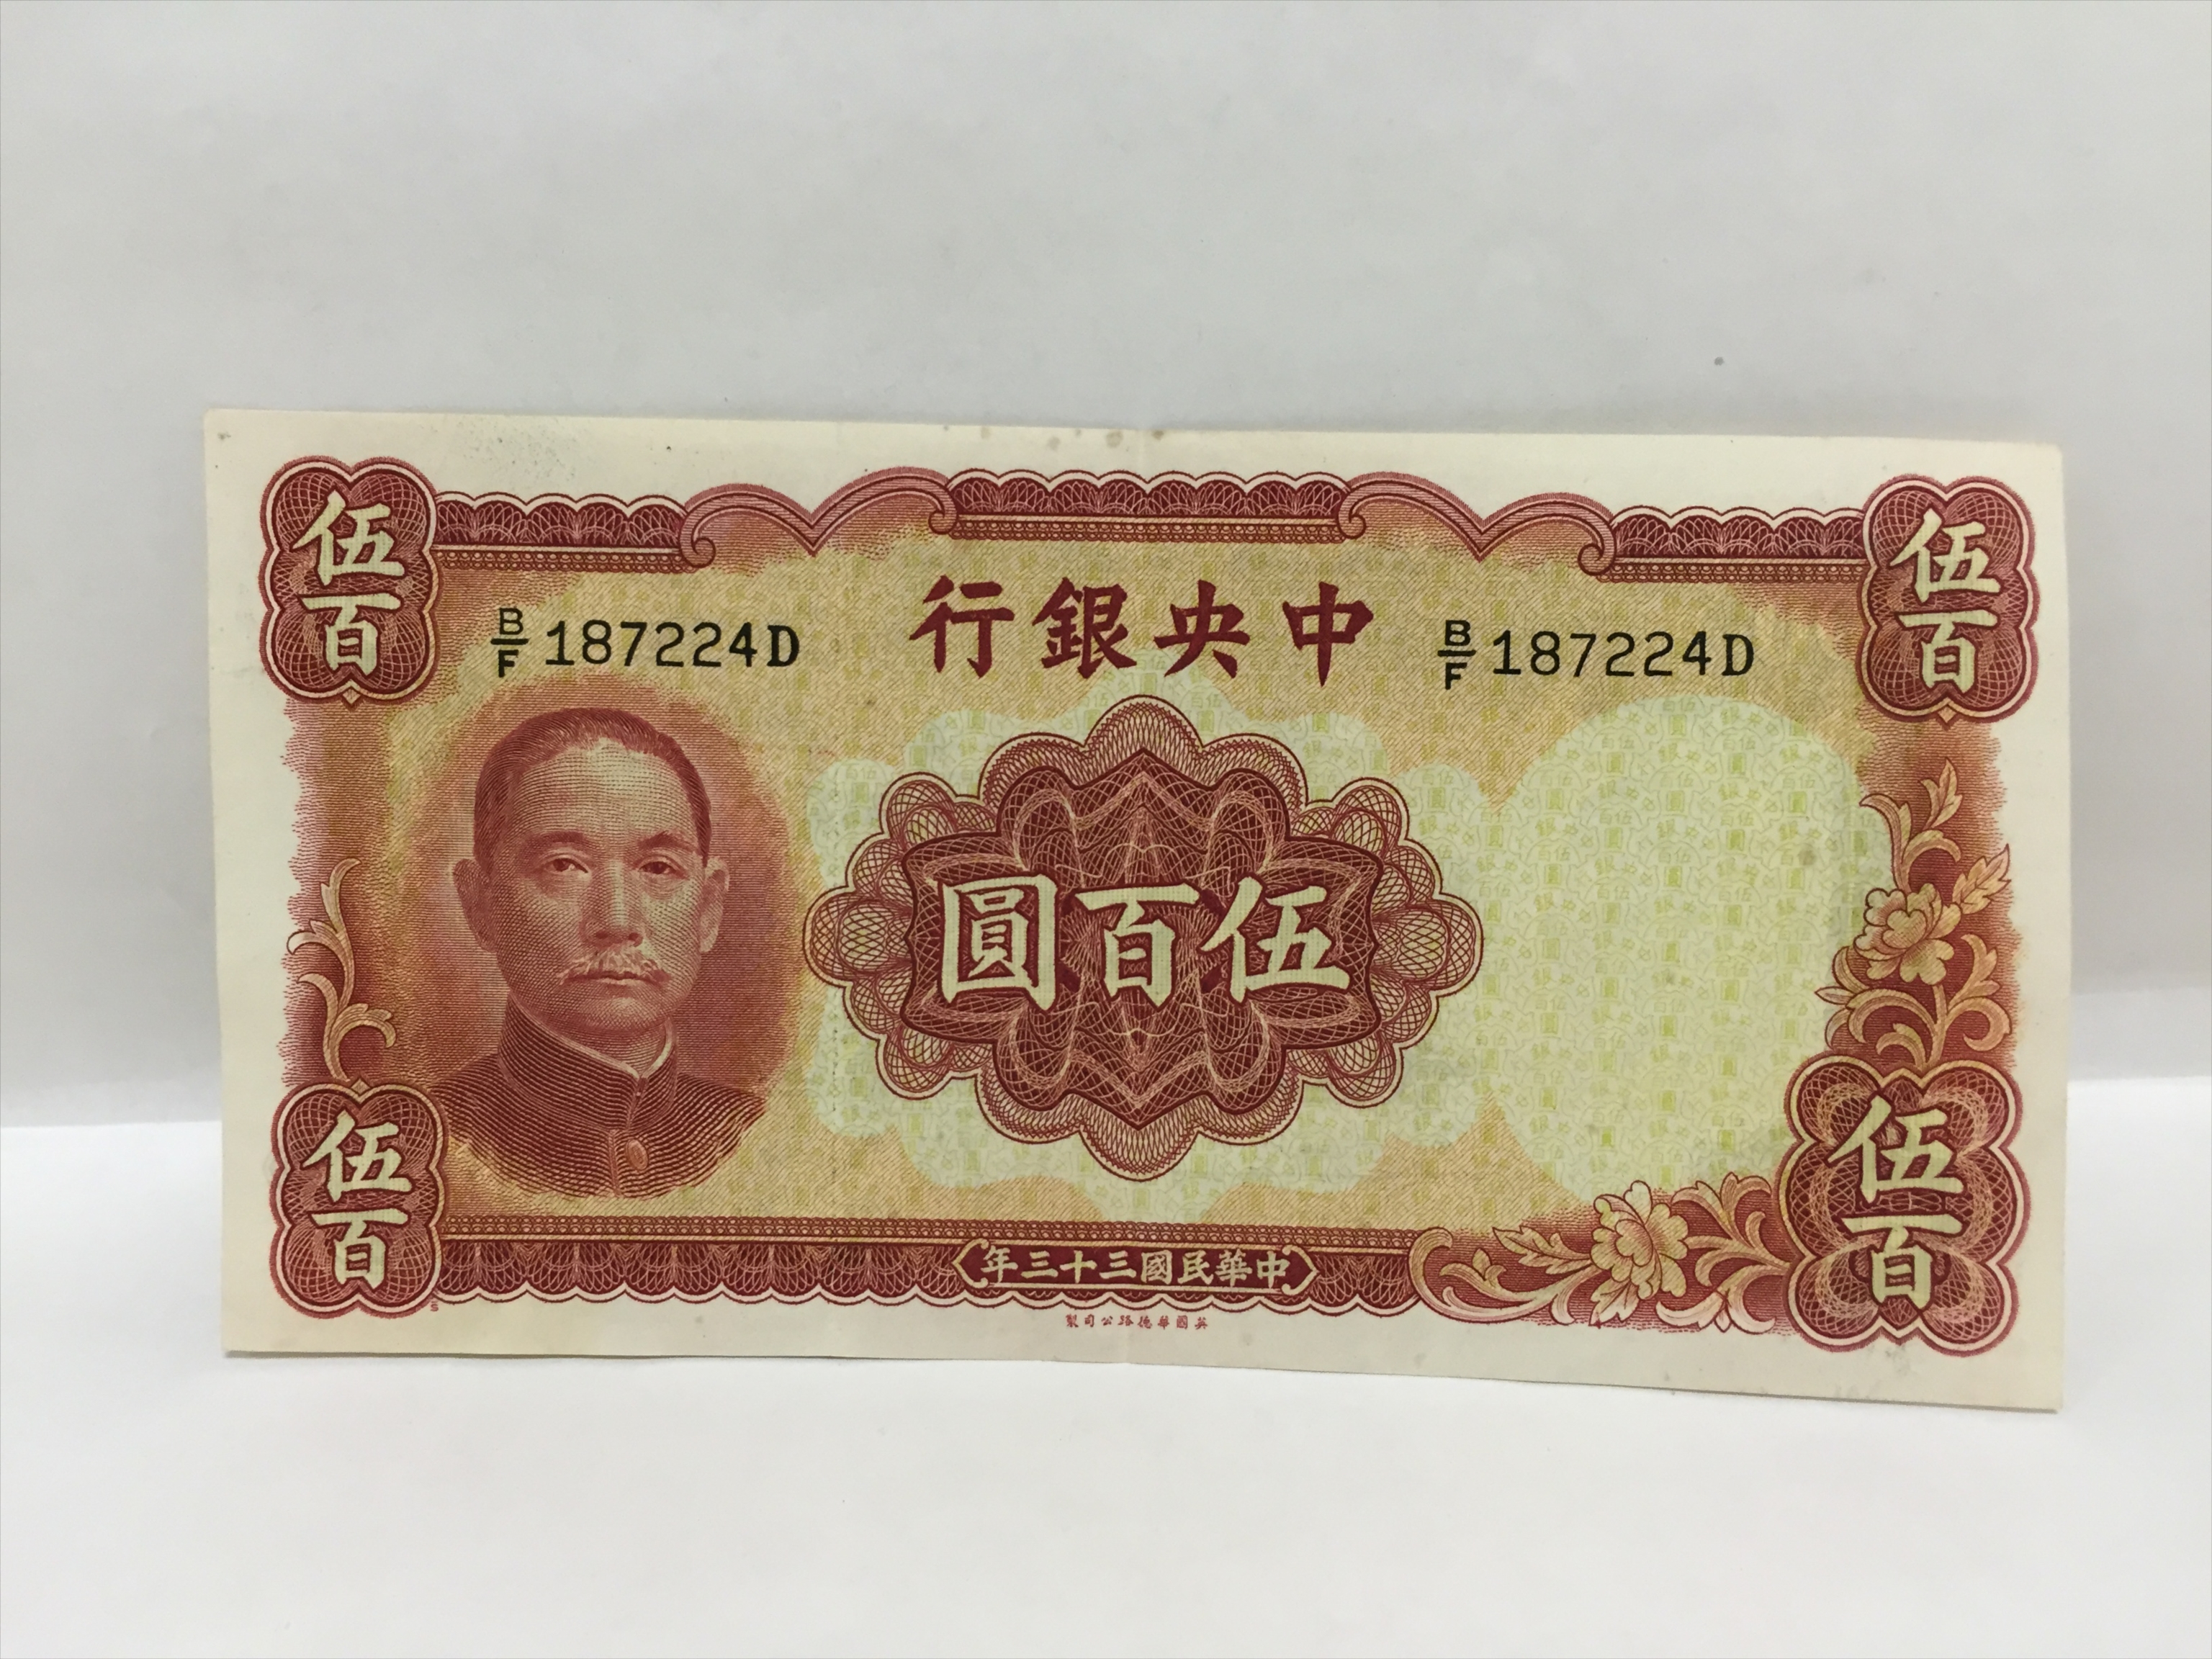 伍百
伍百
B/F 187224D
中央銀行
B/F 187224D
伍百圓
伍百
伍百
中華民國三十三年
英國華德路公司製